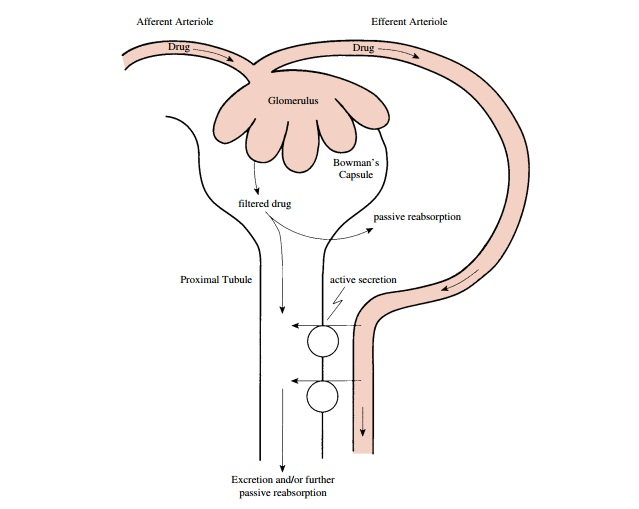 Afferent Arteriole
Efferent Arteriole
Drug
Drug
Glomerulus
Bowman's
Capsule
filtered drug
passive reabsorption
Proximal Tubule
active secretion
Excretion and/or further
passive reabsorption